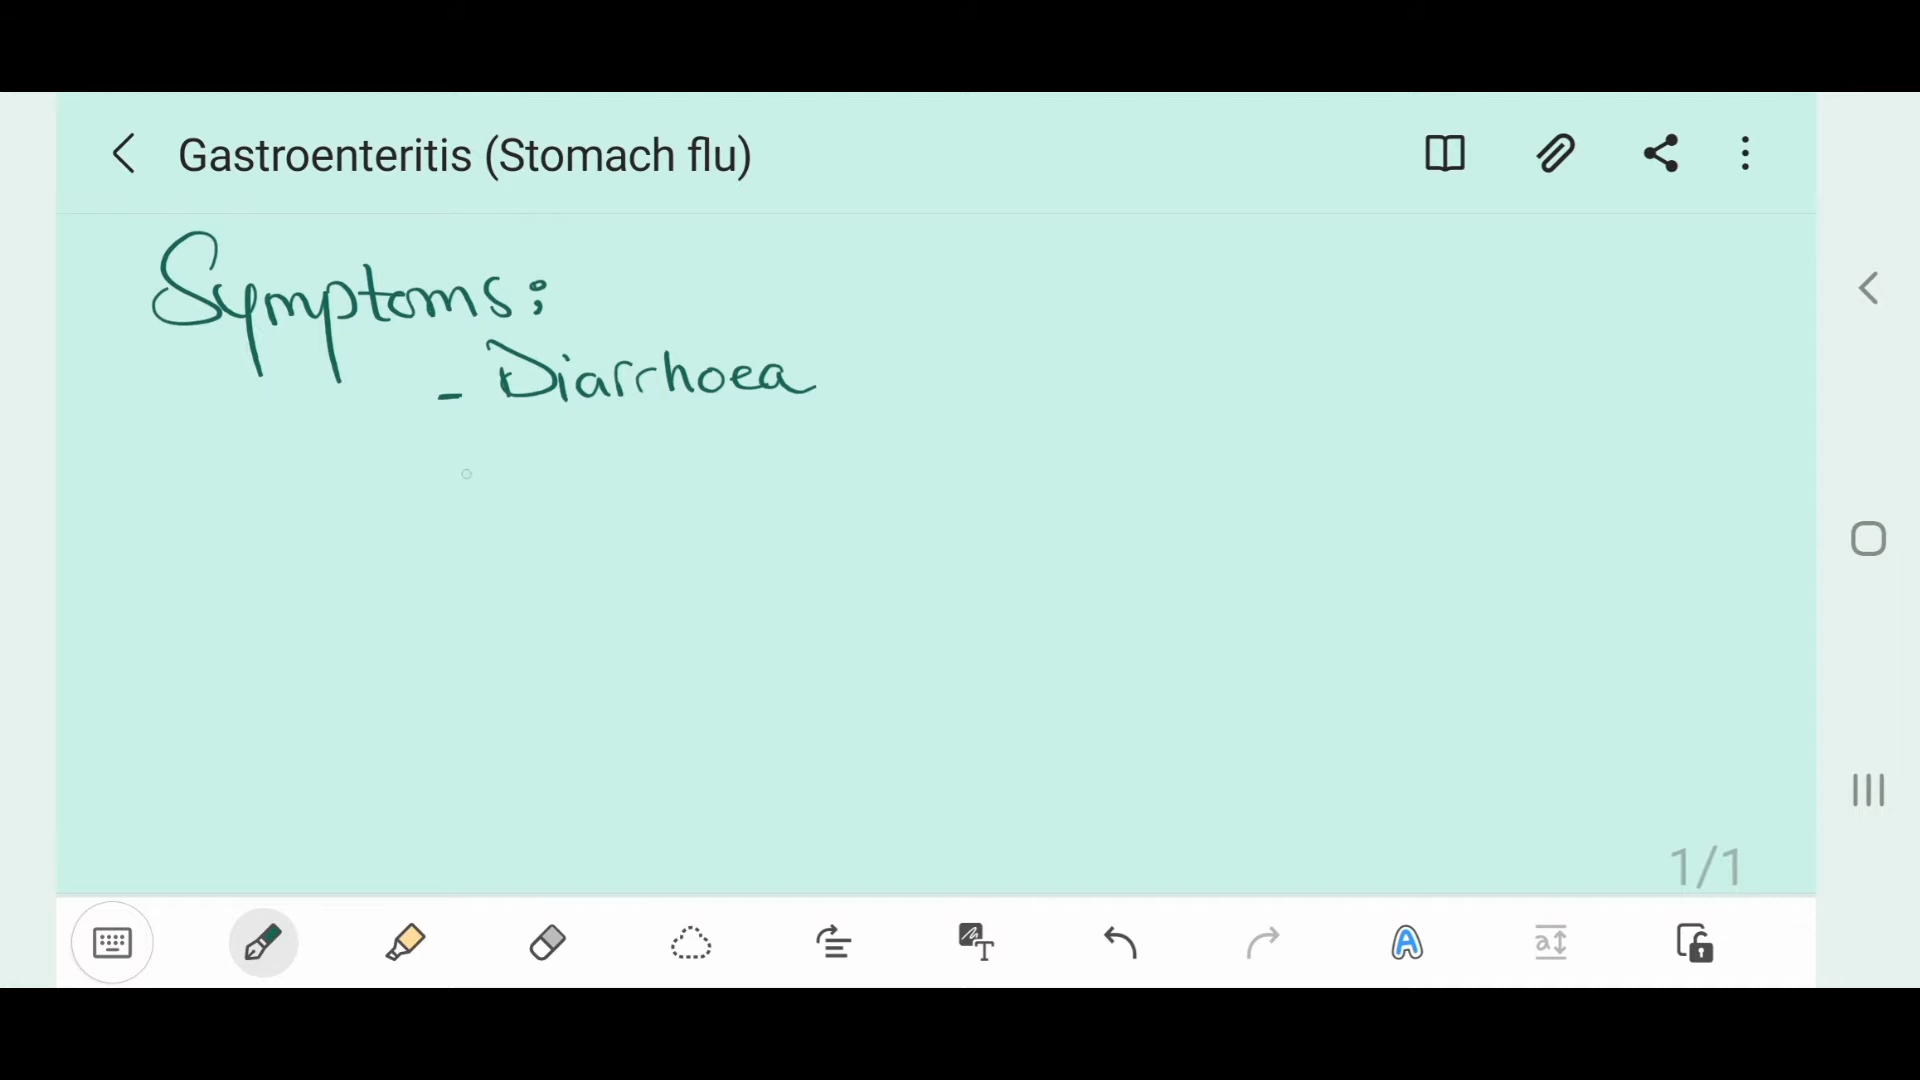 Gastroenteritis (Stomach flu)
Symptoms:
- Diarrhoea
1/1